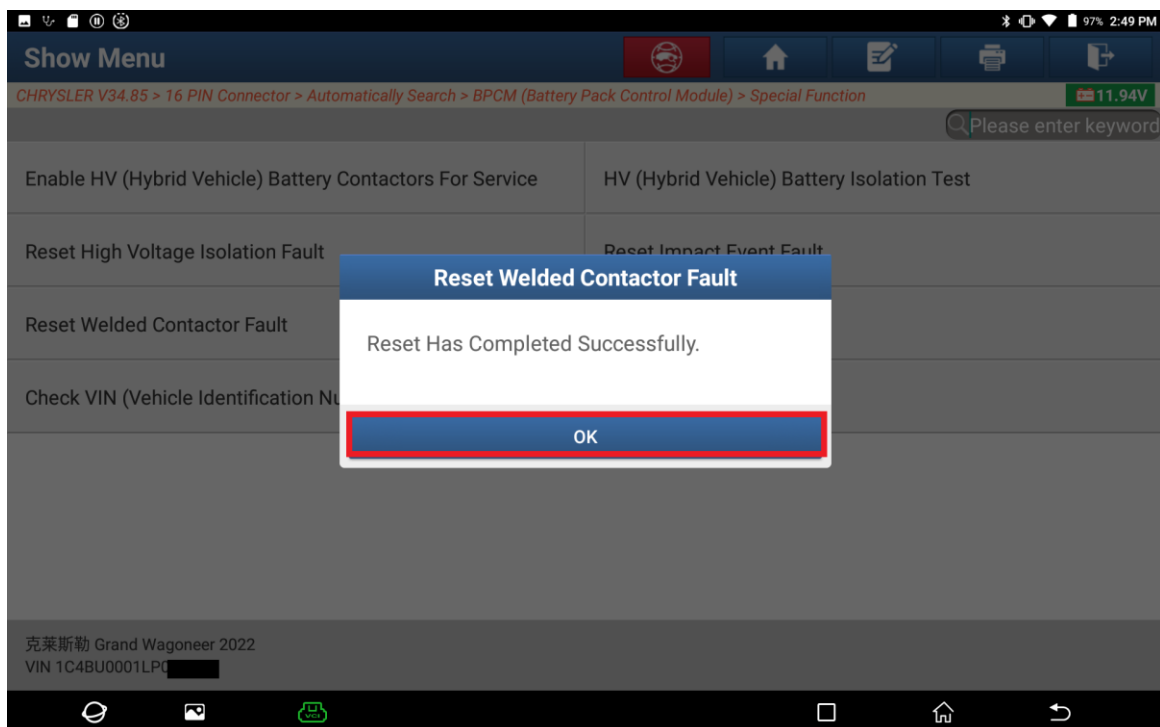 97% 2:49 PM
Show Menu
CHRYSLER V34.85 > 16 PIN Connector > Automatically Search > BPCM (Battery Pack Control Module) > Special Function
11.94V
Please enter keyword
Enable HV (Hybrid Vehicle) Battery Contactors For Service
HV (Hybrid Vehicle) Battery Isolation Test
Reset High Voltage Isolation Fault
Reset Impact Event Fault
Reset Welded Contactor Fault
Reset Welded Contactor Fault
Reset Has Completed Successfully.
Check VIN (Vehicle Identification Nu
OK
克莱斯勒 Grand Wagoneer 2022
VIN 1C4BU0001LP0
VCI